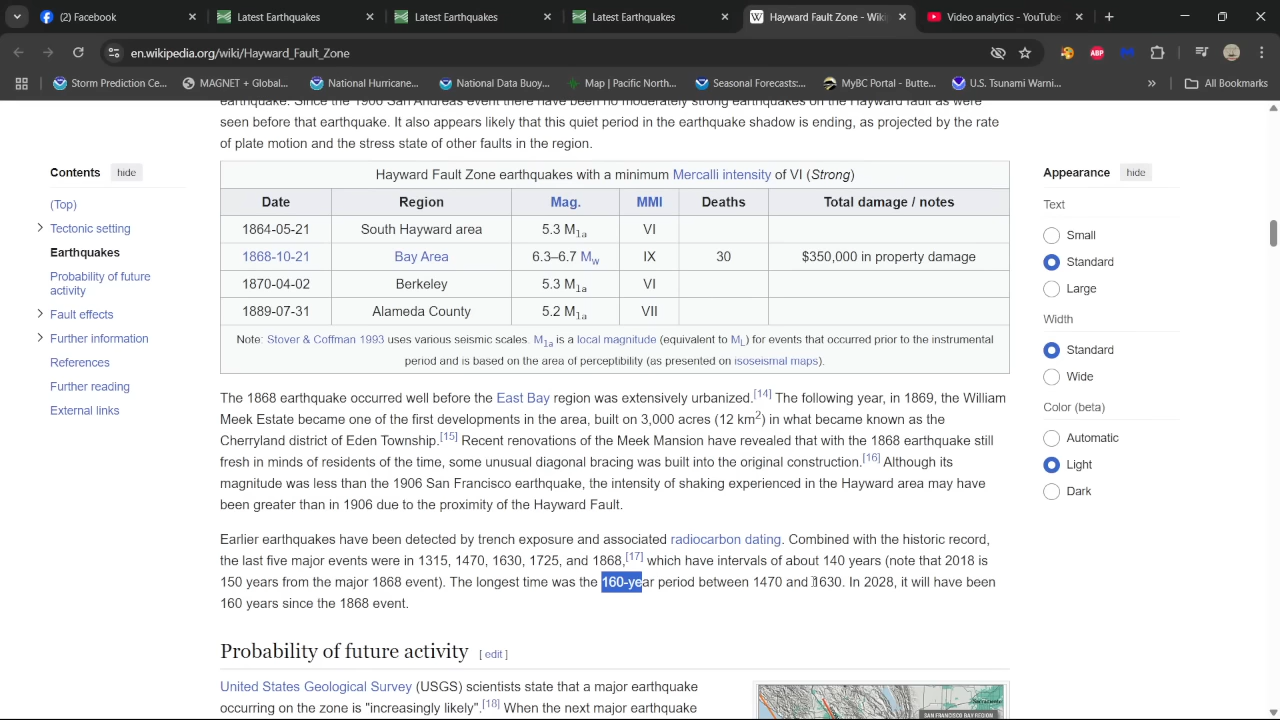 Facebook
Latest Earthquakes
Latest Earthquakes
Latest Earthquakes
Hayward Fault Zone - Wiki
Video analytics - YouTube
en.wikipedia.org/wiki/Hayward_Fault_Zone
ABP
Storm Prediction Ce...
MAGNET + Global...
National Hurricane...
National Data Buoy...
Map | Pacific North...
Seasonal Forecasts:...
MyBC Portal - Butte...
U.S. Tsunami Warni...
All Bookmarks
earthquake. Since the 1906 San Andreas event there have been no moderately strong earthquakes on the Hayward fault as were
seen before that earthquake. It also appears likely that this quiet period in the earthquake shadow is ending, as projected by the rate
of plate motion and the stress state of other faults in the region.
Contents hide
(Top)
Tectonic setting
Earthquakes
Probability of future
activity
Fault effects
Further information
References
Further reading
External links
Hayward Fault Zone earthquakes with a minimum Mercalli intensity of VI (Strong)
Date Region Mag. MMI Deaths Total damage / notes
1864-05-21 South Hayward area 5.3 Mla VI
1868-10-21 Bay Area 6.3–6.7 Mw IX 30 $350,000 in property damage
1870-04-02 Berkeley 5.3 Mla VI
1889-07-31 Alameda County 5.2 Mla VII
Note: Stover & Coffman 1993 uses various seismic scales. Mla is a local magnitude (equivalent to ML) for events that occurred prior to the instrumental
period and is based on the area of perceptibility (as presented on isoseismal maps).
The 1868 earthquake occurred well before the East Bay region was extensively urbanized.[14] The following year, in 1869, the William
Meek Estate became one of the first developments in the area, built on 3,000 acres (12 km2) in what became known as the
Cherryland district of Eden Township.[15] Recent renovations of the Meek Mansion have revealed that with the 1868 earthquake still
fresh in minds of residents of the time, some unusual diagonal bracing was built into the original construction.[16] Although its
magnitude was less than the 1906 San Francisco earthquake, the intensity of shaking experienced in the Hayward area may have
been greater than in 1906 due to the proximity of the Hayward Fault.
Earlier earthquakes have been detected by trench exposure and associated radiocarbon dating. Combined with the historic record,
the last five major events were in 1315, 1470, 1630, 1725, and 1868,[17] which have intervals of about 140 years (note that 2018 is
150 years from the major 1868 event). The longest time was the 160-year period between 1470 and 1630. In 2028, it will have been
160 years since the 1868 event.
Probability of future activity [ edit ]
United States Geological Survey (USGS) scientists state that a major earthquake
occurring on the zone is "increasingly likely".[18] When the next major earthquake
SAN FRANCISCO BAY REGION
Appearance hide
Text
Small
Standard
Large
Width
Standard
Wide
Color (beta)
Automatic
Light
Dark